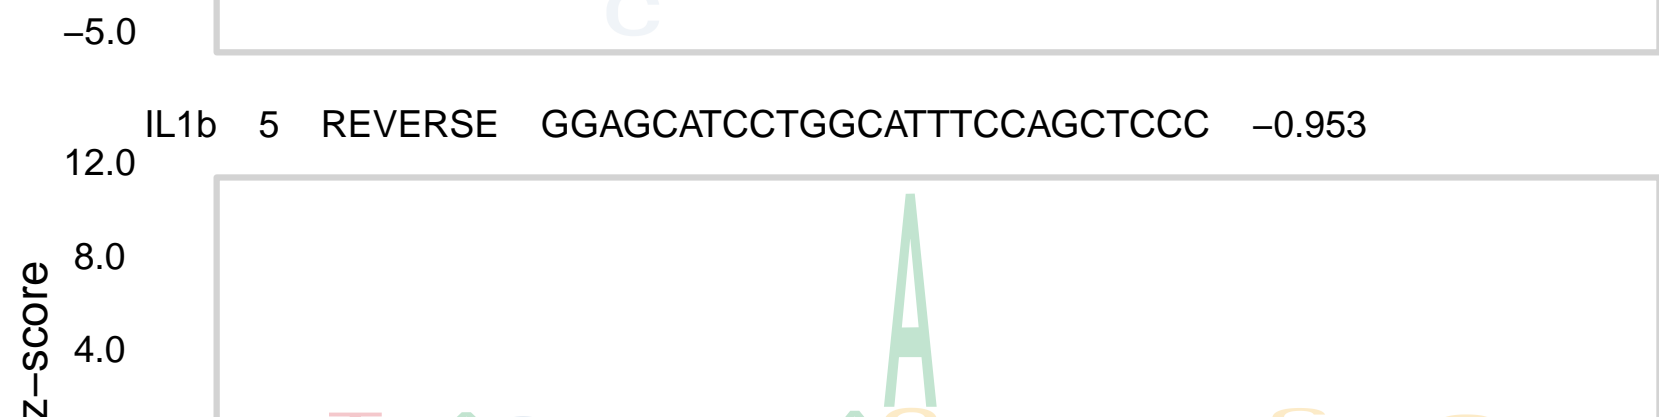 −5.0
C
IL1b 5 REVERSE GGAGCATCCTGGCATTTCCAGCTCCC −0.953
12.0
8.0
4.0
z−score
A